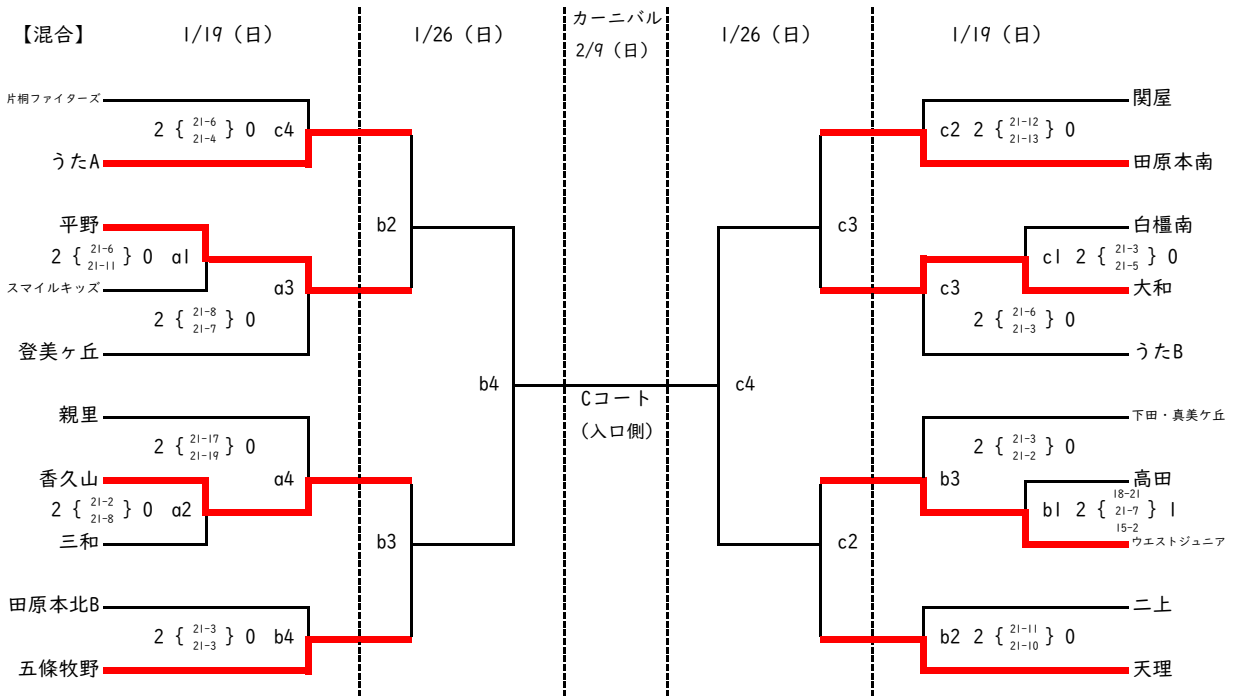 【混合】 1/19（日） 1/26（日） カーニバル 1/26（日） 1/19（日）
2/9（日）
片桐ファイターズ 関屋
2 { 21-6 21-4 } 0 c4 c2 2 { 21-12 21-13 } 0
うたA 田原本南
平野 b2 c3 白橿南
2 { 21-6 21-11 } 0 a1 c1 2 { 21-3 21-5 } 0
スマイルキッズ a3 c3 大和
2 { 21-8 21-7 } 0 2 { 21-6 21-3 } 0
登美ヶ丘 うたB
b4 c4
Cコート
親里 下田・真美ケ丘
（入口側）
2 { 21-17 21-19 } 0 2 { 21-3 21-2 } 0
香久山 a4 b3 高田
2 { 21-2 21-8 } 0 a2 b1 2 { 18-21 21-7 15-2 } 1
三和 b3 c2 ウエストジュニア
田原本北B 二上
2 { 21-3 21-3 } 0 b4 b2 2 { 21-11 21-10 } 0
五條牧野 天理